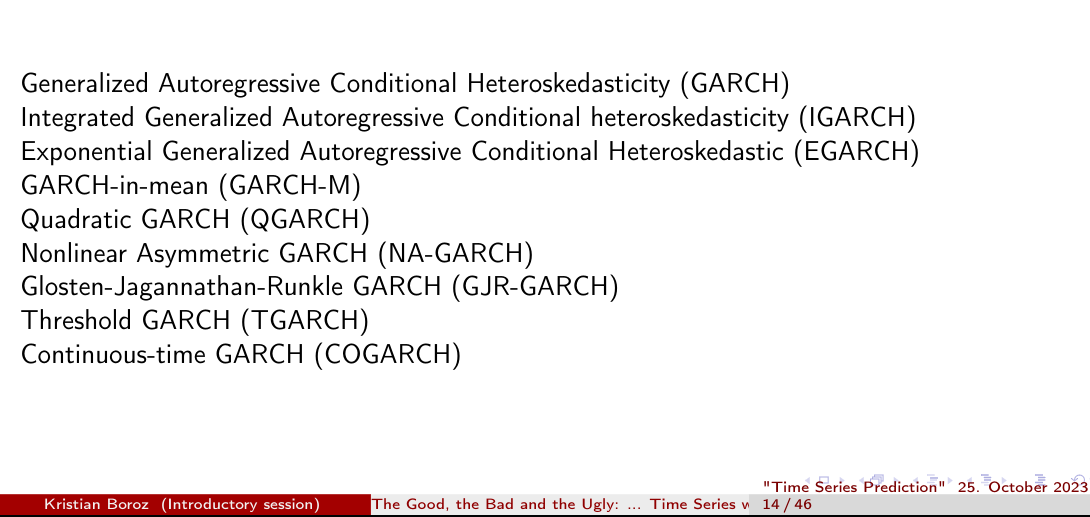 Generalized Autoregressive Conditional Heteroskedasticity (GARCH)
Integrated Generalized Autoregressive Conditional heteroskedasticity (IGARCH)
Exponential Generalized Autoregressive Conditional Heteroskedastic (EGARCH)
GARCH-in-mean (GARCH-M)
Quadratic GARCH (QGARCH)
Nonlinear Asymmetric GARCH (NA-GARCH)
Glosten-Jagannathan-Runkle GARCH (GJR-GARCH)
Threshold GARCH (TGARCH)
Continuous-time GARCH (COGARCH)
"Time Series Prediction" 25. October 2023
Kristian Boroz (Introductory session) The Good, the Bad and the Ugly: ... Time Series w 14 / 46